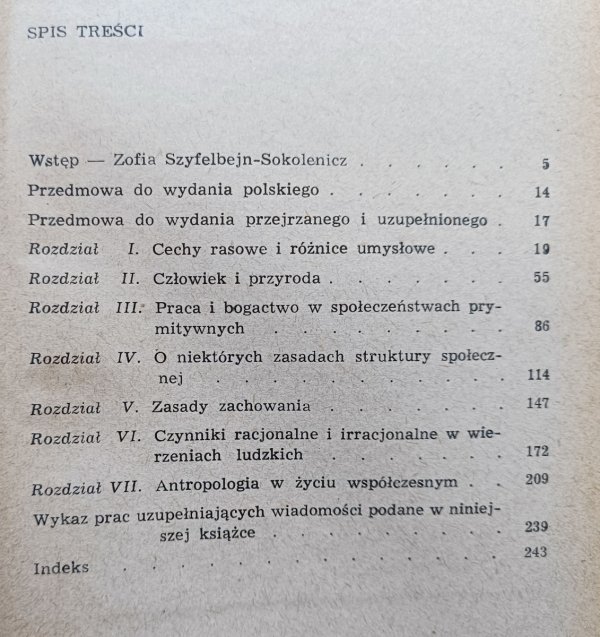 SPIS TREŚCI
Wstęp — Zofia Szyfelbejn-Sokolenicz . . . . . 5
Przedmowa do wydania polskiego . . . . . . 14
Przedmowa do wydania przejrzanego i uzupełnionego . 17
Rozdział I. Cechy rasowe i różnice umysłowe . . . 19
Rozdział II. Człowiek i przyroda . . . . . . 55
Rozdział III. Praca i bogactwo w społeczeństwach pry-
mitywnych . . . . . . . . 86
Rozdział IV. O niektórych zasadach struktury społecz-
nej . . . . . . . . . . 114
Rozdział V. Zasady zachowania . . . . . . 147
Rozdział VI. Czynniki racjonalne i irracjonalne w wie-
rzeniach ludzkich . . . . . . 172
Rozdział VII. Antropologia w życiu współczesnym . . 209
Wykaz prac uzupełniających wiadomości podane w niniej-
szej książce . . . . . . . . 239
Indeks . . . . . . . . . . . . 243